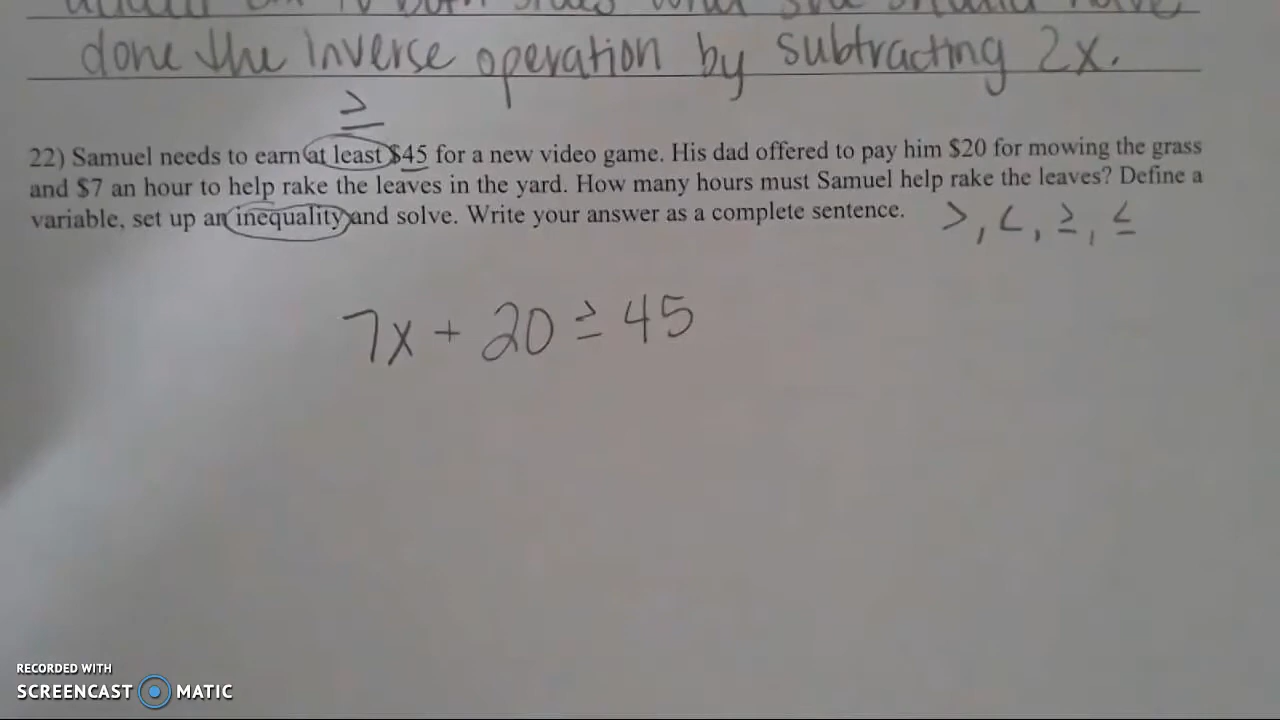 done the inverse operation by subtracting 2x.
≥
22) Samuel needs to earn at least $45 for a new video game. His dad offered to pay him $20 for mowing the grass
and $7 an hour to help rake the leaves in the yard. How many hours must Samuel help rake the leaves? Define a
variable, set up an inequality and solve. Write your answer as a complete sentence.
>, <, ≥, ≤
7x + 20 ≥ 45
RECORDED WITH
SCREENCAST MATIC